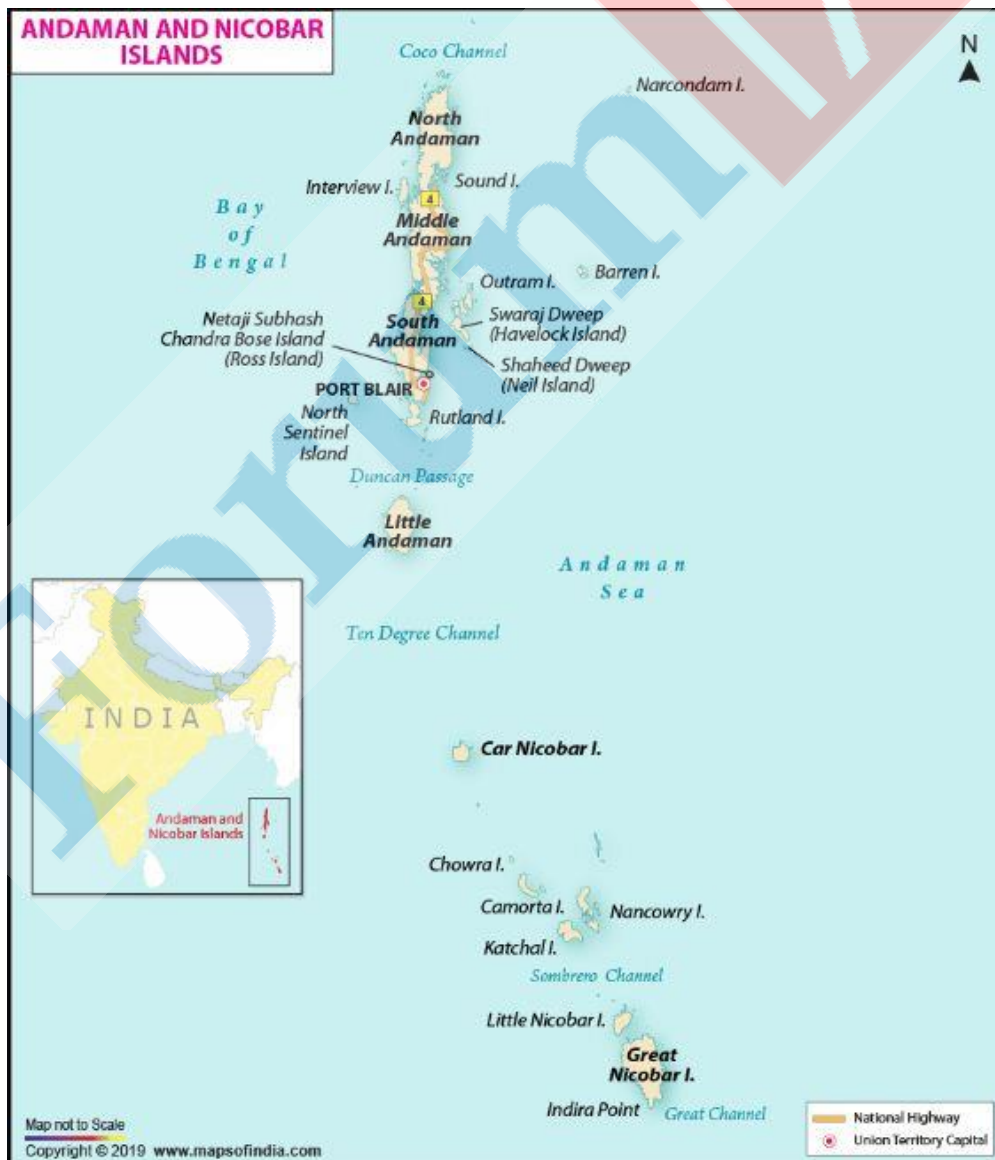 ANDAMAN AND NICOBAR
ISLANDS
Coco Channel
N
Narcondam I.
North
Andaman
Interview I.
Sound I.
4
Bay
of
Bengal
Middle
Andaman
Barren I.
Outram I.
4
Netaji Subhash
Chandra Bose Island
(Ross Island)
South
Andaman
Swaraj Dweep
(Havelock Island)
Shaheed Dweep
(Neil Island)
PORT BLAIR
North
Sentinel
Island
Rutland I.
Duncan Passage
Little
Andaman
Andaman
Sea
Ten Degree Channel
INDIA
Andaman and
Nicobar Islands
Car Nicobar I.
Chowra I.
Camorta I.
Nancowry I.
Katchal I.
Sombrero Channel
Little Nicobar I.
Great
Nicobar I.
Indira Point
Great Channel
Map not to Scale
Copyright © 2019 www.mapsofindia.com
National Highway
Union Territory Capital
Forum